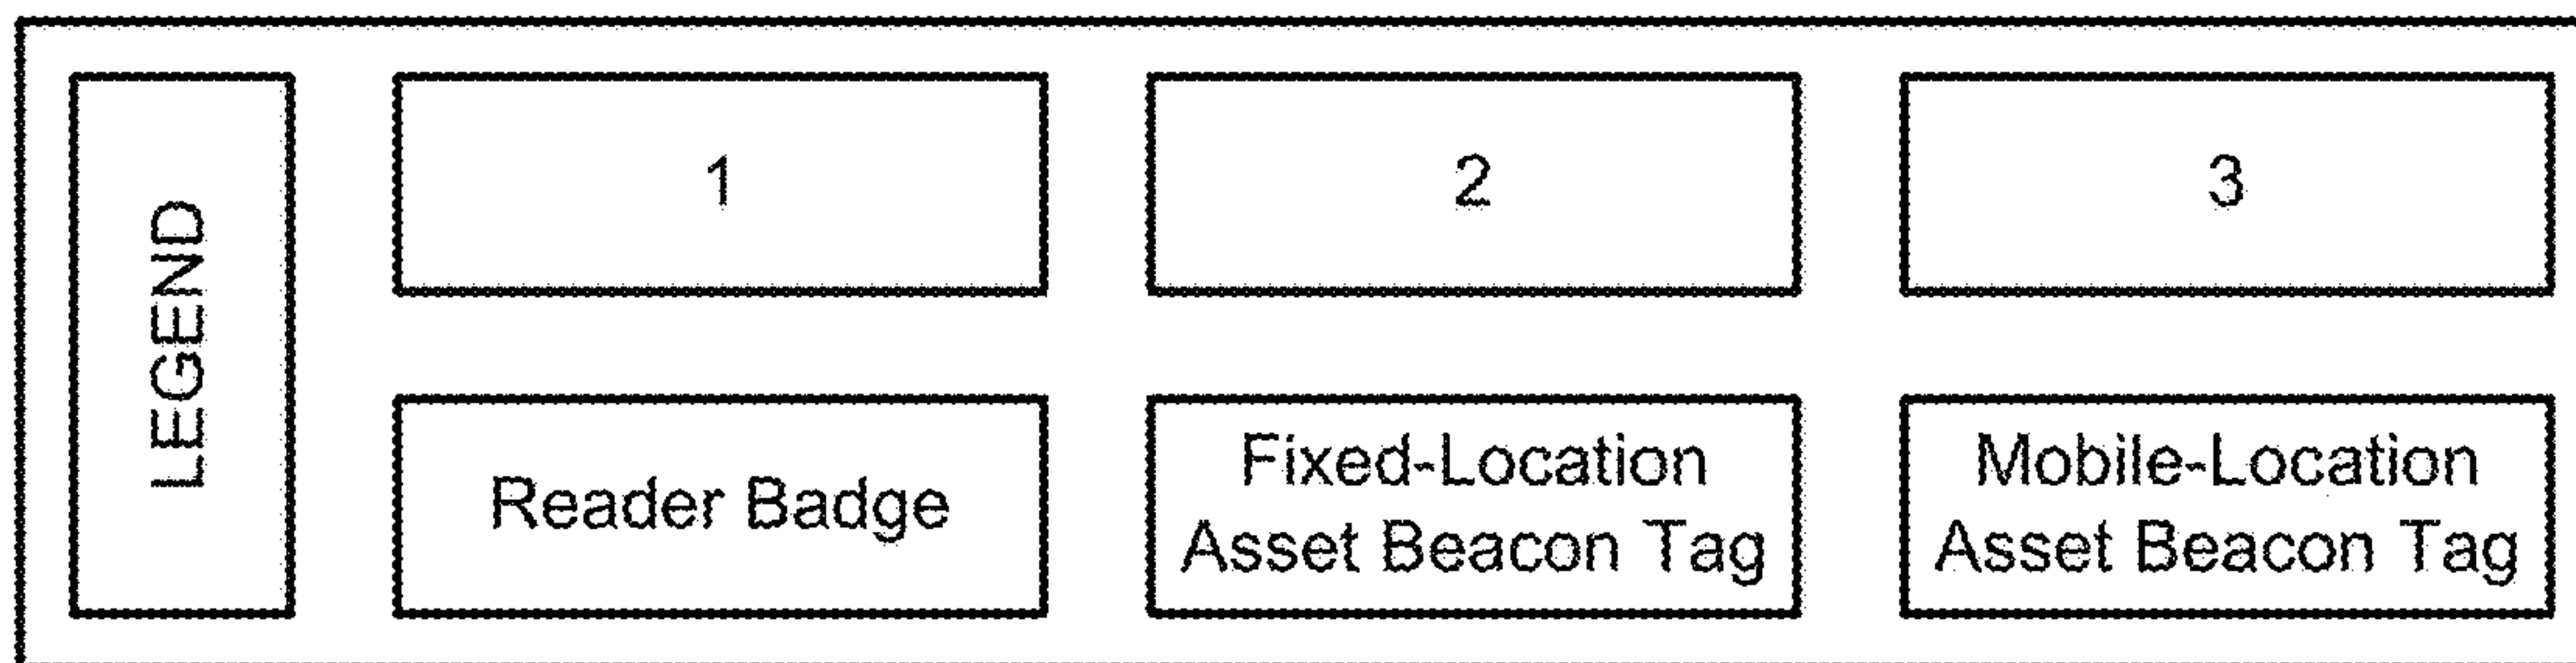 LEGEND
1
2
3
Reader Badge
Fixed-Location
Asset Beacon Tag
Mobile-Location
Asset Beacon Tag